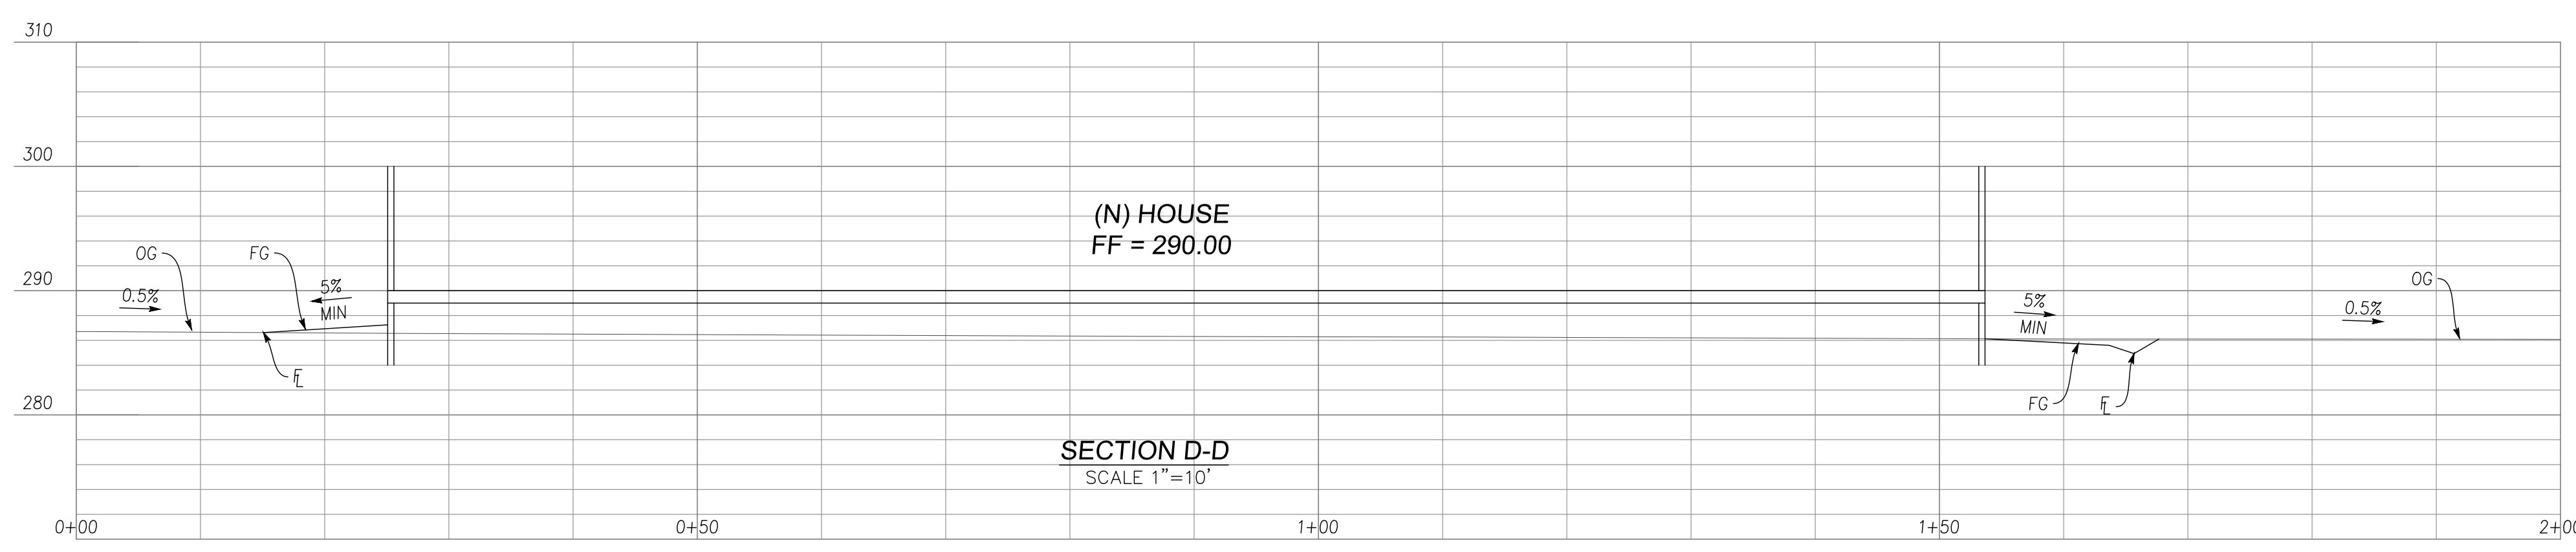 310
300
290
280
(N) HOUSE
FF = 290.00
OG
FG
0.5%
5%
MIN
FL
5%
MIN
FG
FL
0.5%
OG
SECTION D-D
SCALE 1"=10'
0+00
0+50
1+00
1+50